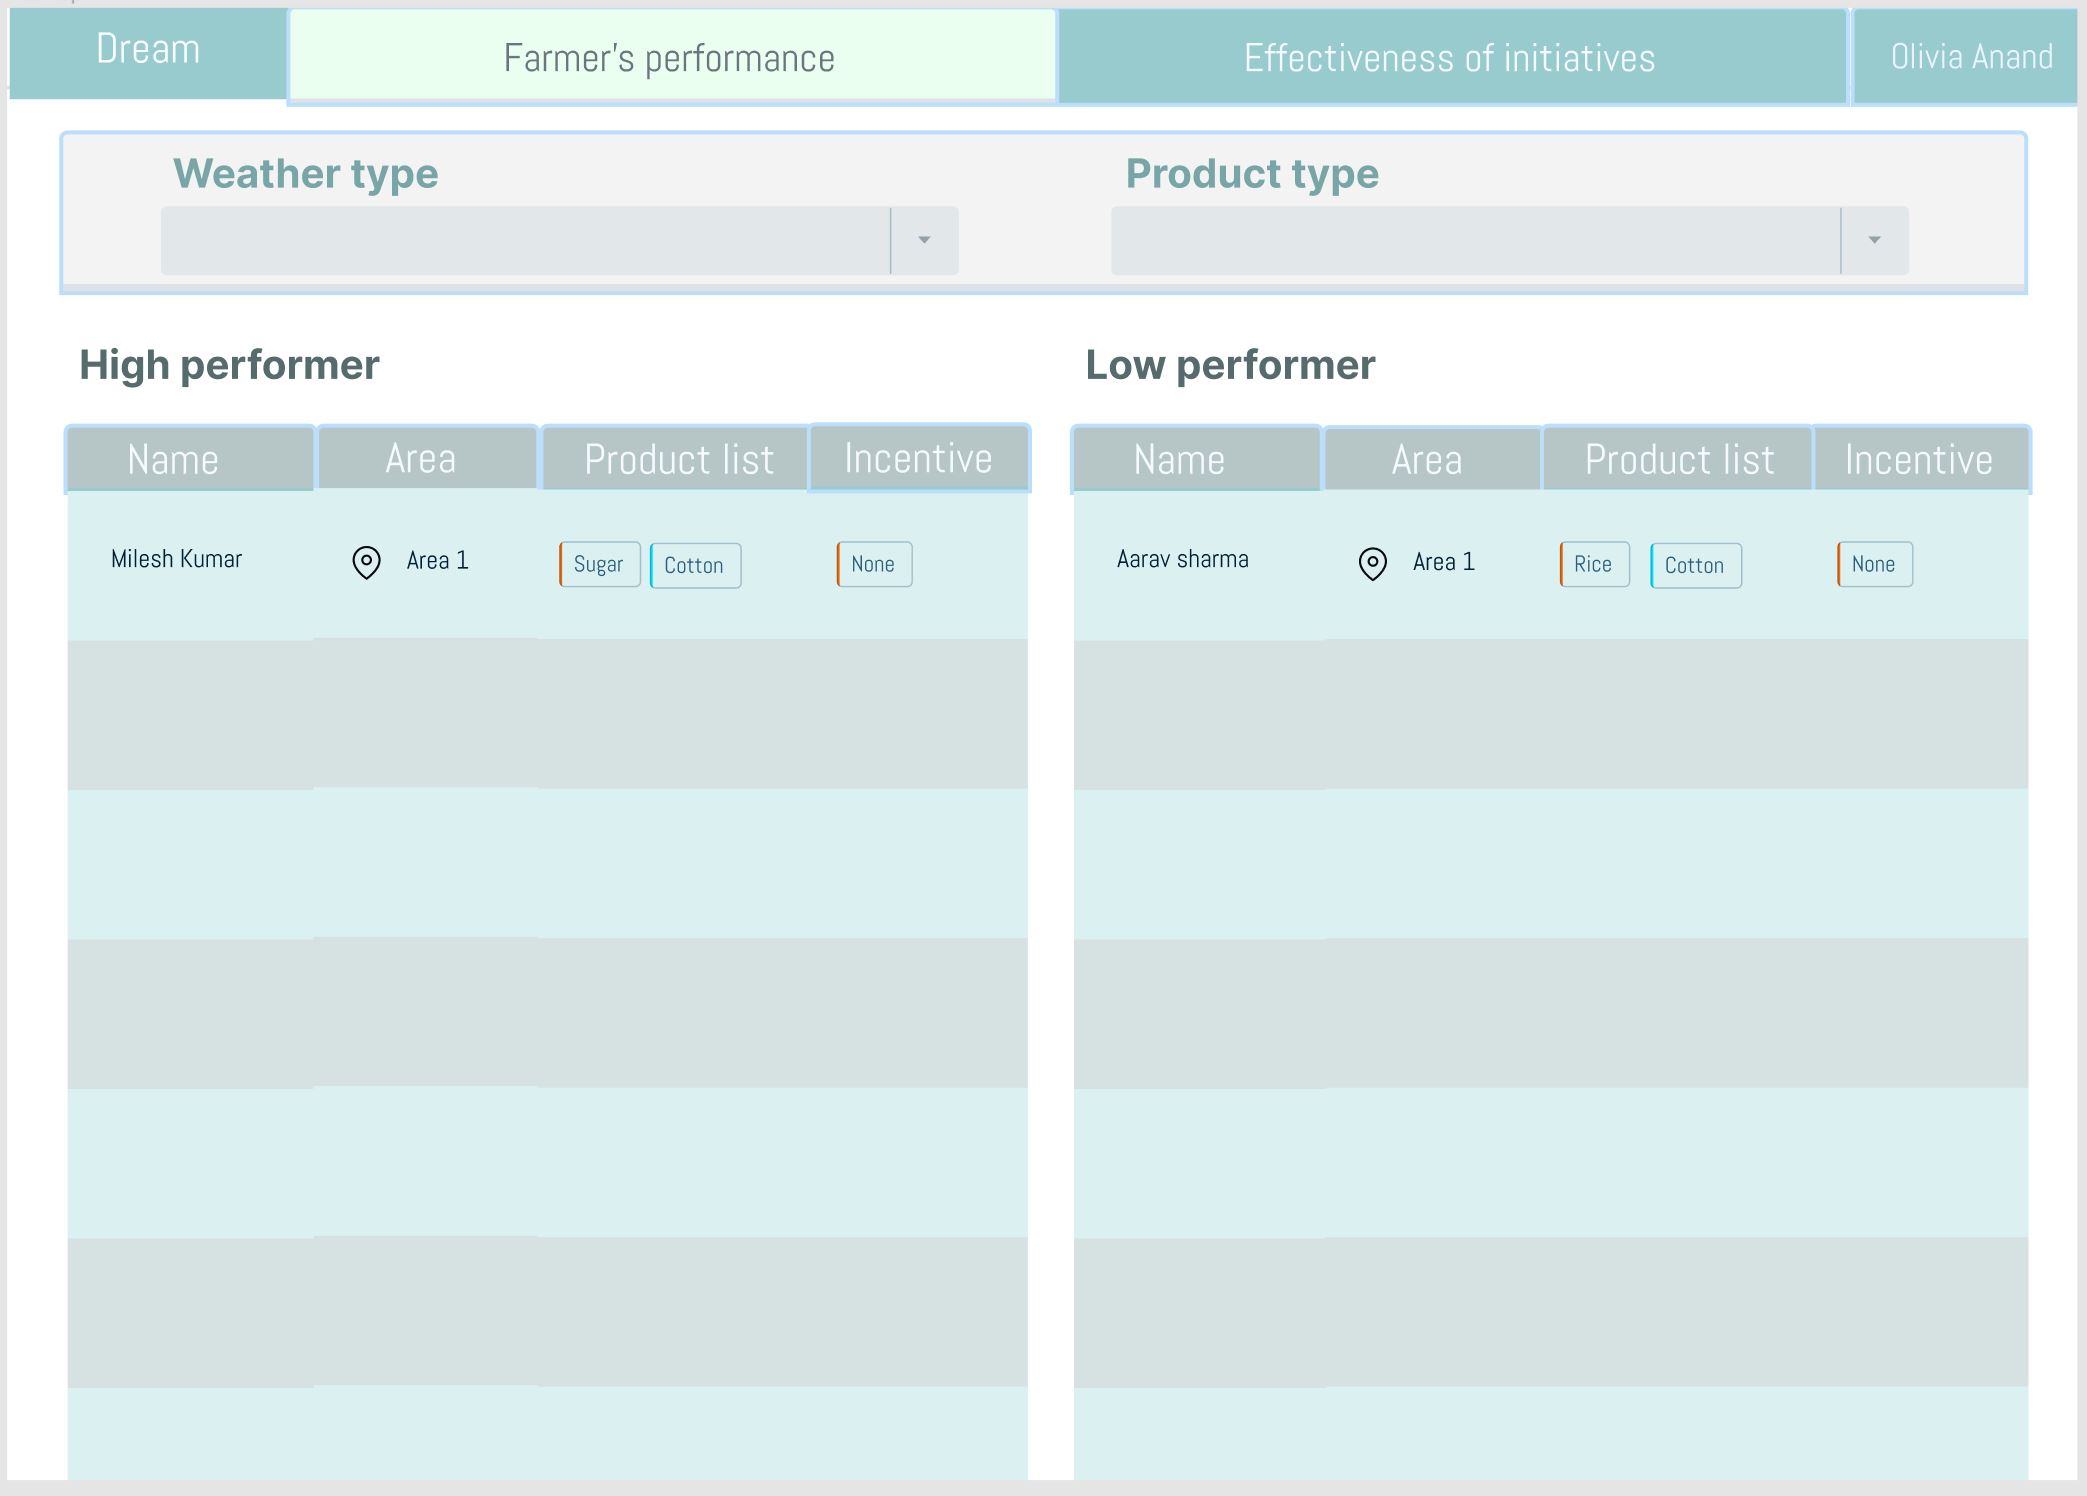 Dream
Farmer's performance
Effectiveness of initiatives
Olivia Anand
Weather type
Product type
High performer
Low performer
Name Area Product list Incentive
Name Area Product list Incentive
Milesh Kumar Area 1 Sugar Cotton None
Aarav sharma Area 1 Rice Cotton None